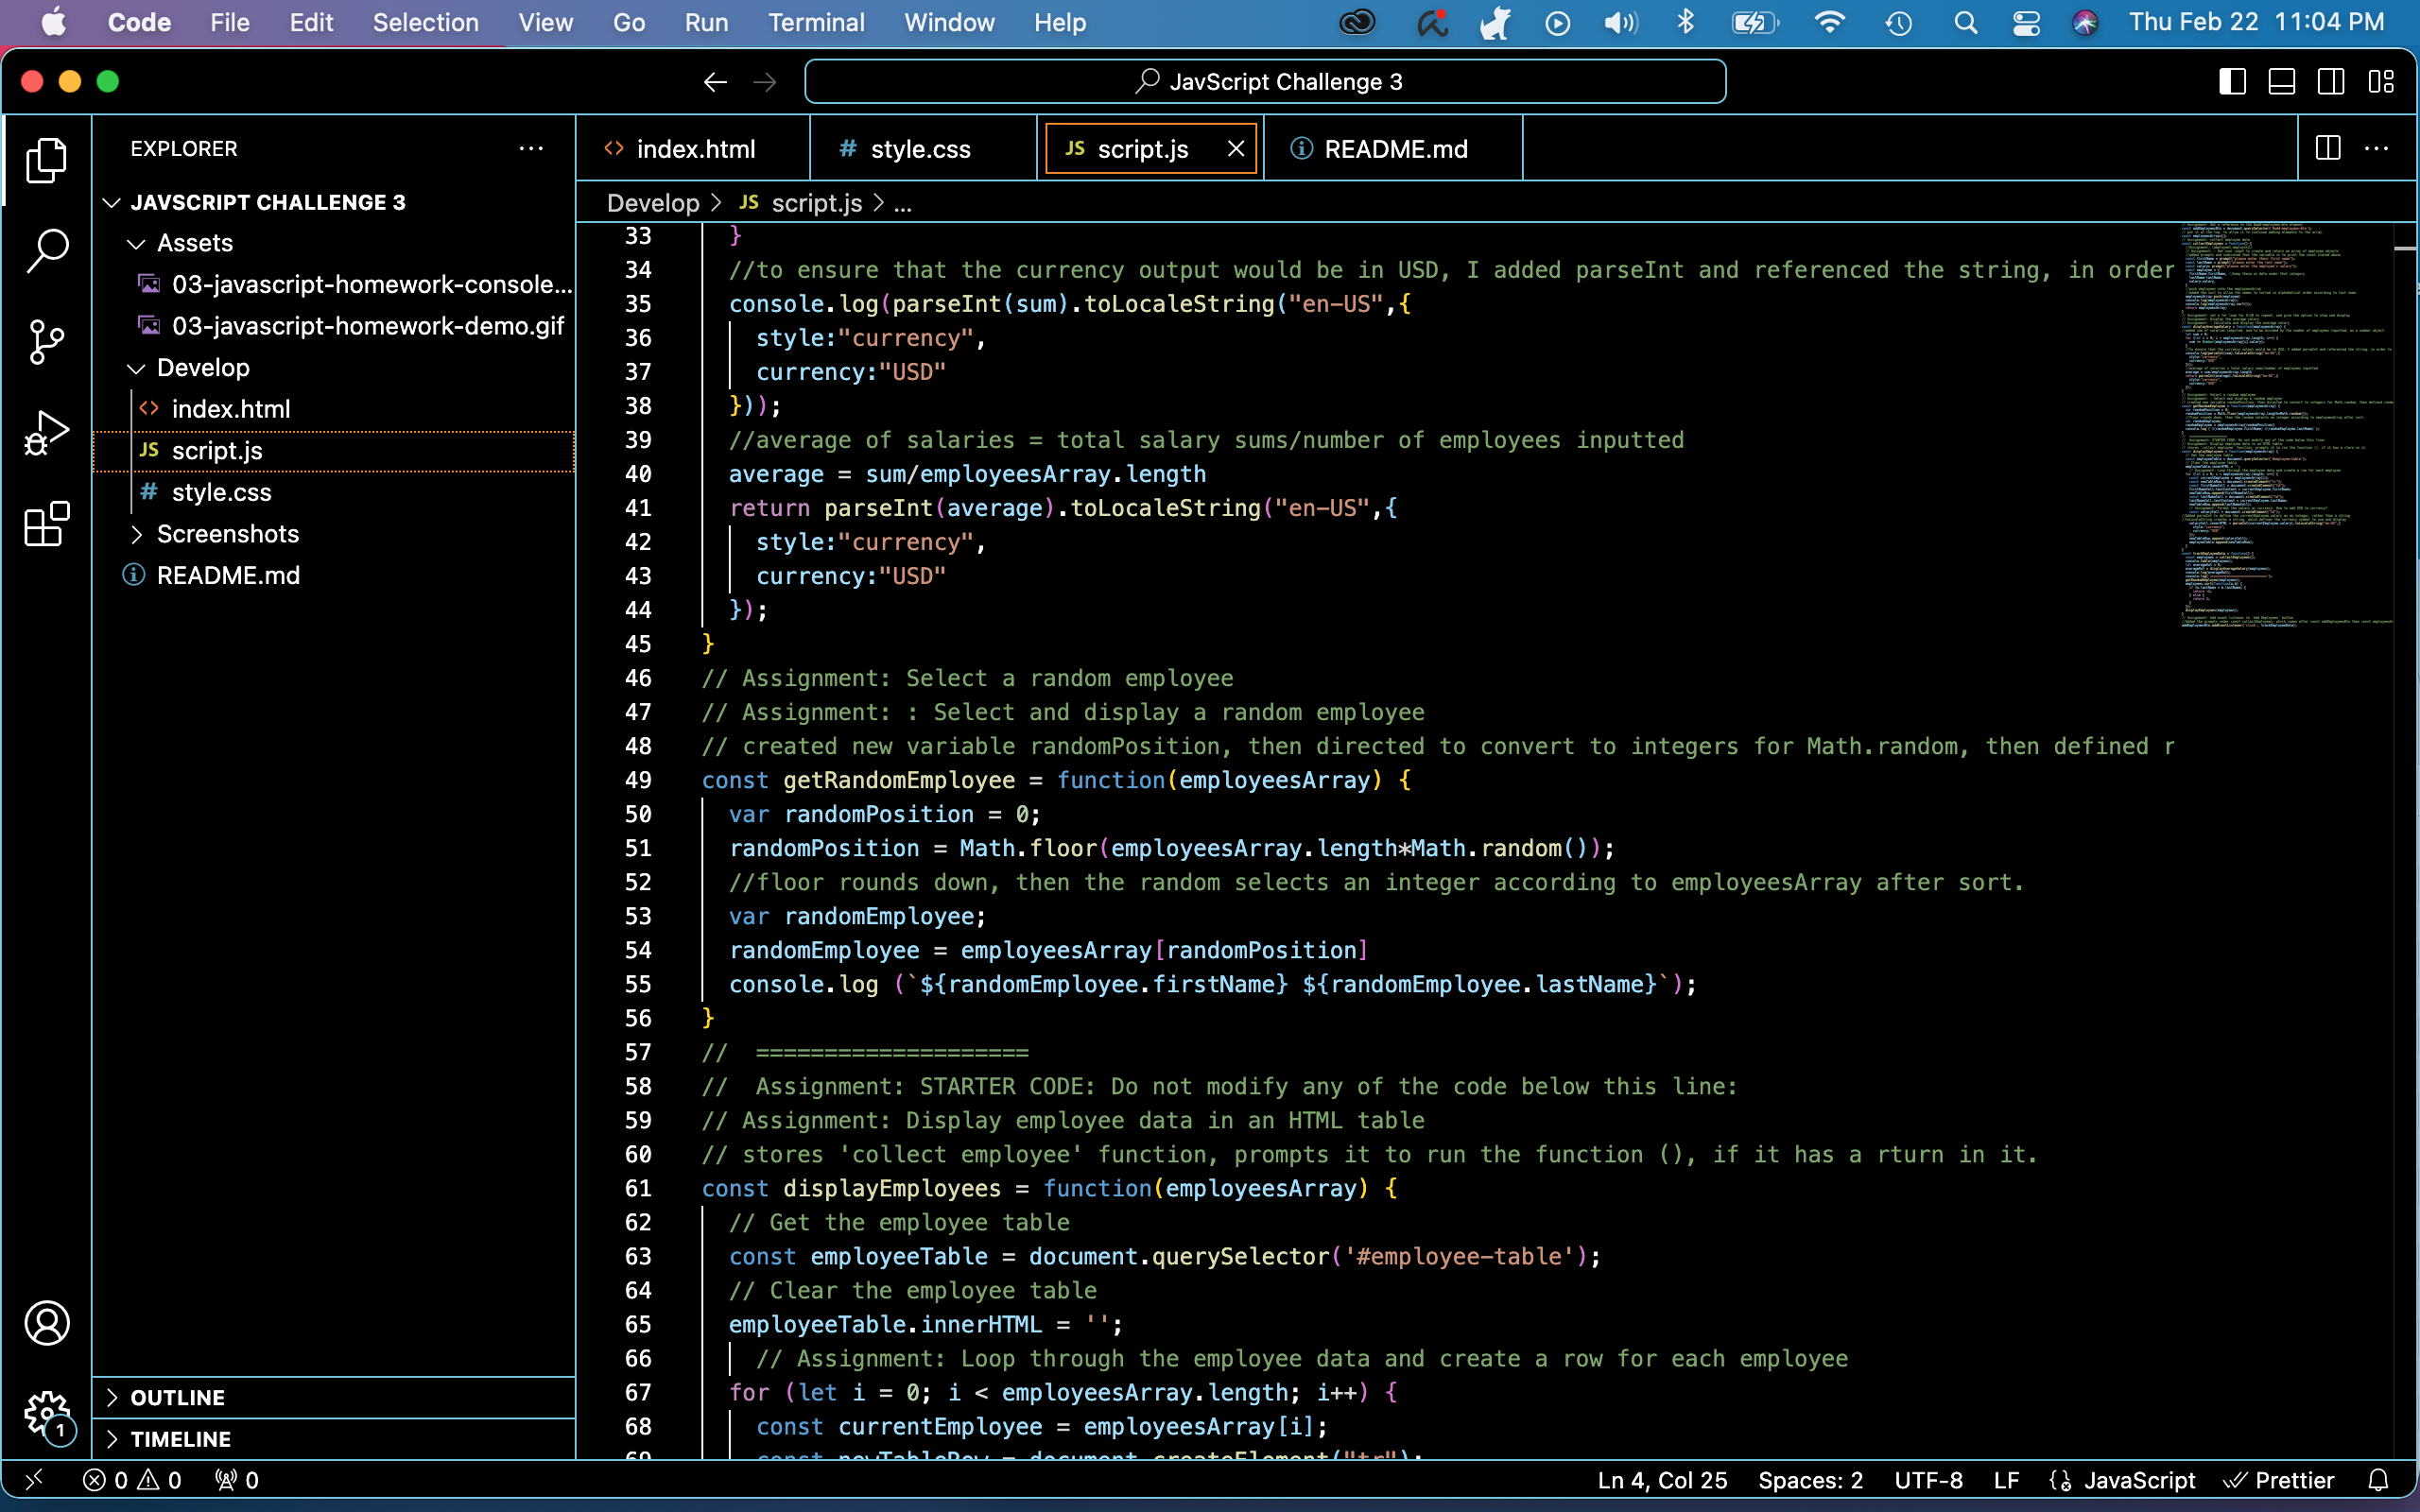 Code File Edit Selection View Go Run Terminal Window Help Thu Feb 22 11:04 PM
JavScript Challenge 3
EXPLORER
JAVSCRIPT CHALLENGE 3
Assets
03-javascript-homework-console...
03-javascript-homework-demo.gif
Develop
index.html
JS script.js
# style.css
Screenshots
README.md
OUTLINE
TIMELINE
index.html # style.css JS script.js README.md
Develop > JS script.js > ...
33 }
34 //to ensure that the currency output would be in USD, I added parseInt and referenced the string, in order
35 console.log(parseInt(sum).toLocaleString("en-US",{
36 style:"currency",
37 currency:"USD"
38 }));
39 //average of salaries = total salary sums/number of employees inputted
40 average = sum/employeesArray.length
41 return parseInt(average).toLocaleString("en-US",{
42 style:"currency",
43 currency:"USD"
44 });
45 }
46 // Assignment: Select a random employee
47 // Assignment: : Select and display a random employee
48 // created new variable randomPosition, then directed to convert to integers for Math.random, then defined r
49 const getRandomEmployee = function(employeesArray) {
50 var randomPosition = 0;
51 randomPosition = Math.floor(employeesArray.length*Math.random());
52 //floor rounds down, then the random selects an integer according to employeesArray after sort.
53 var randomEmployee;
54 randomEmployee = employeesArray[randomPosition]
55 console.log (`${randomEmployee.firstName} ${randomEmployee.lastName}`);
56 }
57 // ======================
58 // Assignment: STARTER CODE: Do not modify any of the code below this line:
59 // Assignment: Display employee data in an HTML table
60 // stores 'collect employee' function, prompts it to run the function (), if it has a rturn in it.
61 const displayEmployees = function(employeesArray) {
62 // Get the employee table
63 const employeeTable = document.querySelector('#employee-table');
64 // Clear the employee table
65 employeeTable.innerHTML = '';
66 // Assignment: Loop through the employee data and create a row for each employee
67 for (let i = 0; i < employeesArray.length; i++) {
68 const currentEmployee = employeesArray[i];
69 const newTableRow = document.createElement("tr");
1
0 0 0 Ln 4, Col 25 Spaces: 2 UTF-8 LF JavaScript Prettier